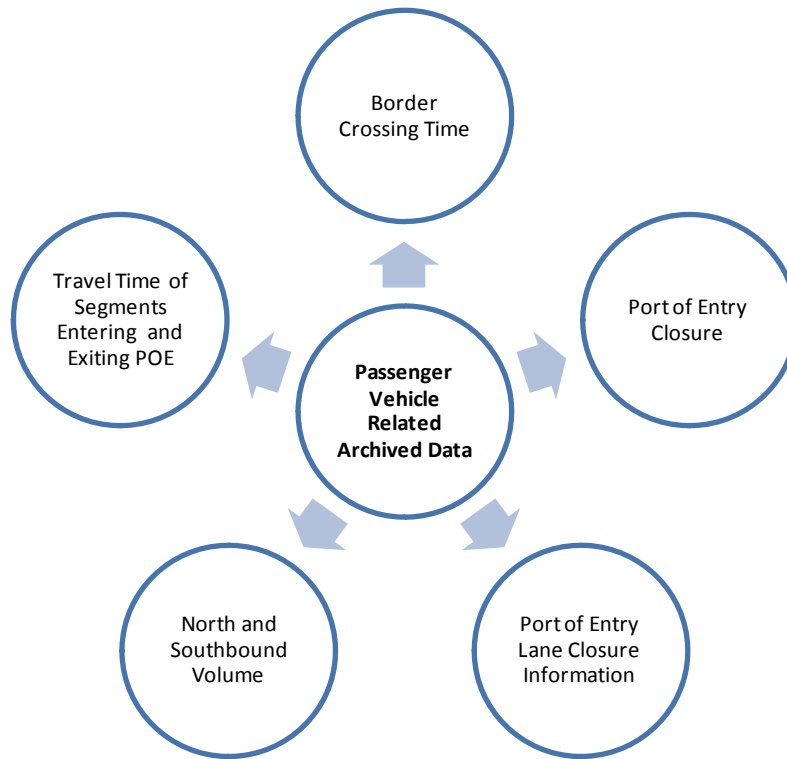 Border
Crossing Time
Travel Time of
Segments
Entering and
Exiting POE
Port of Entry
Closure
Passenger
Vehicle
Related
Archived Data
North and
Southbound
Volume
Port of Entry
Lane Closure
Information